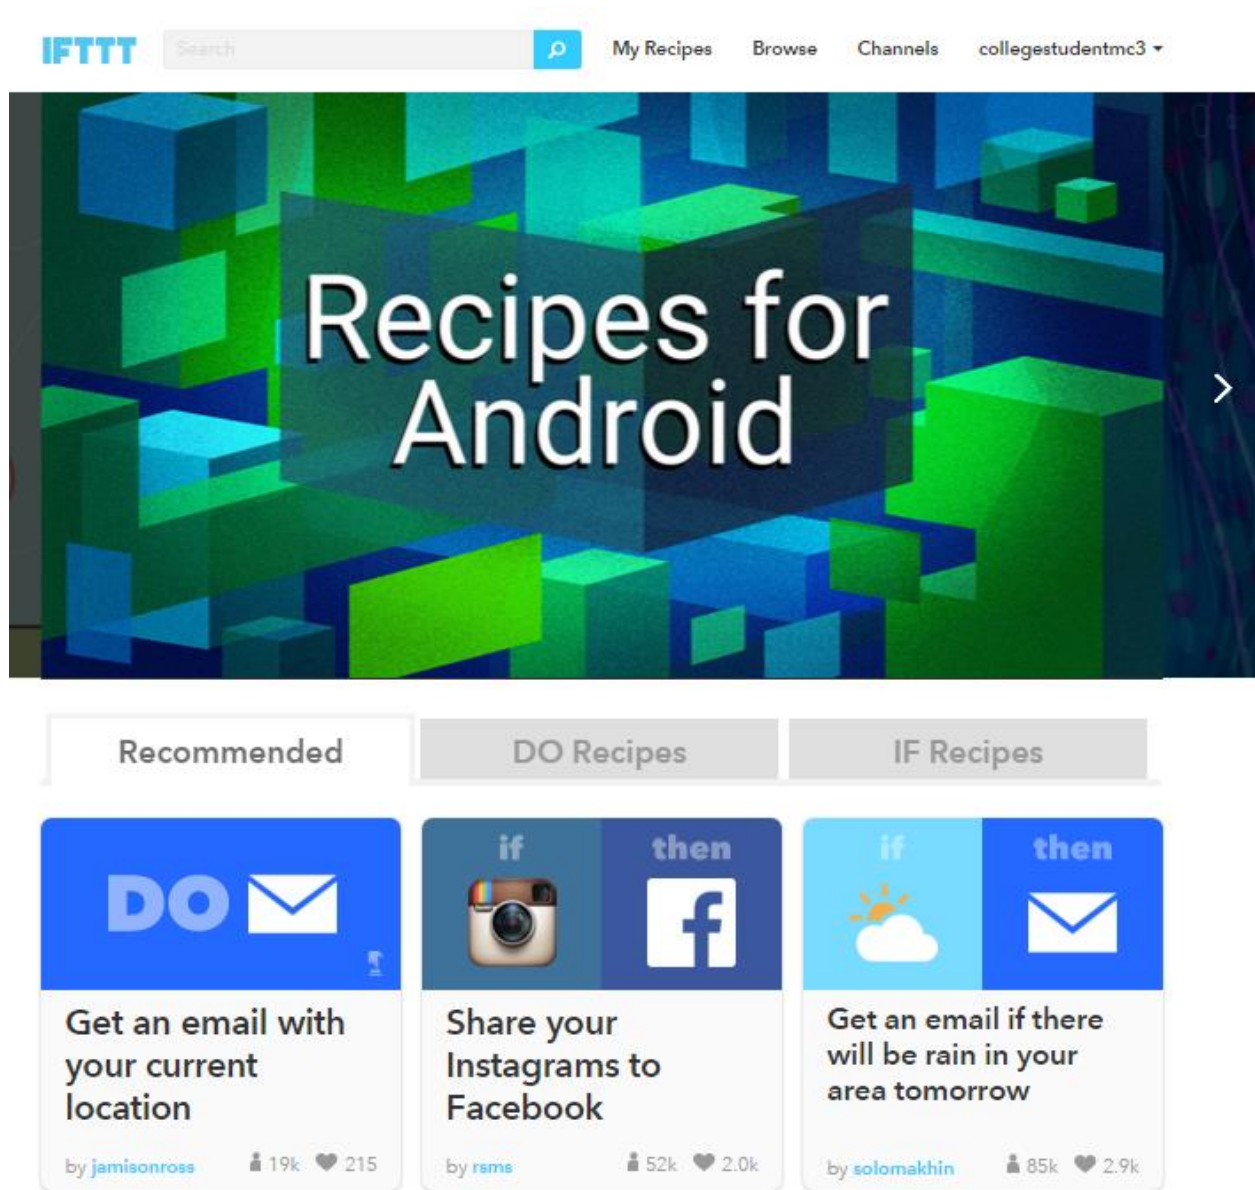 IFTTT Search My Recipes Browse Channels collegestudentmc3
Recipes for
Android
Recommended DO Recipes IF Recipes
DO
Get an email with
your current
location
by jamisonross 19k 215
if then
Share your
Instagrams to
Facebook
by rsms 52k 2.0k
if then
Get an email if there
will be rain in your
area tomorrow
by solomakhin 85k 2.9k